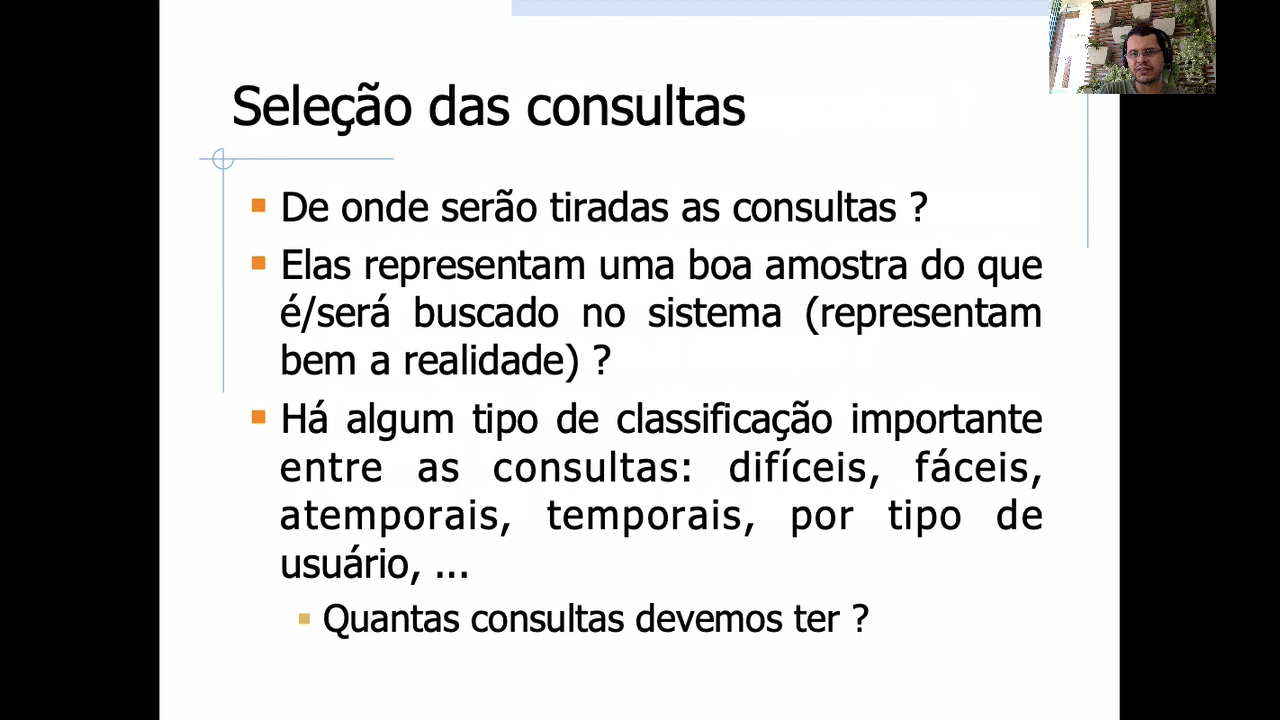 Seleção das consultas
De onde serão tiradas as consultas ?
Elas representam uma boa amostra do que
é/será buscado no sistema (representam
bem a realidade) ?
Há algum tipo de classificação importante
entre as consultas: difíceis, fáceis,
atemporais, temporais, por tipo de
usuário, ...
Quantas consultas devemos ter ?